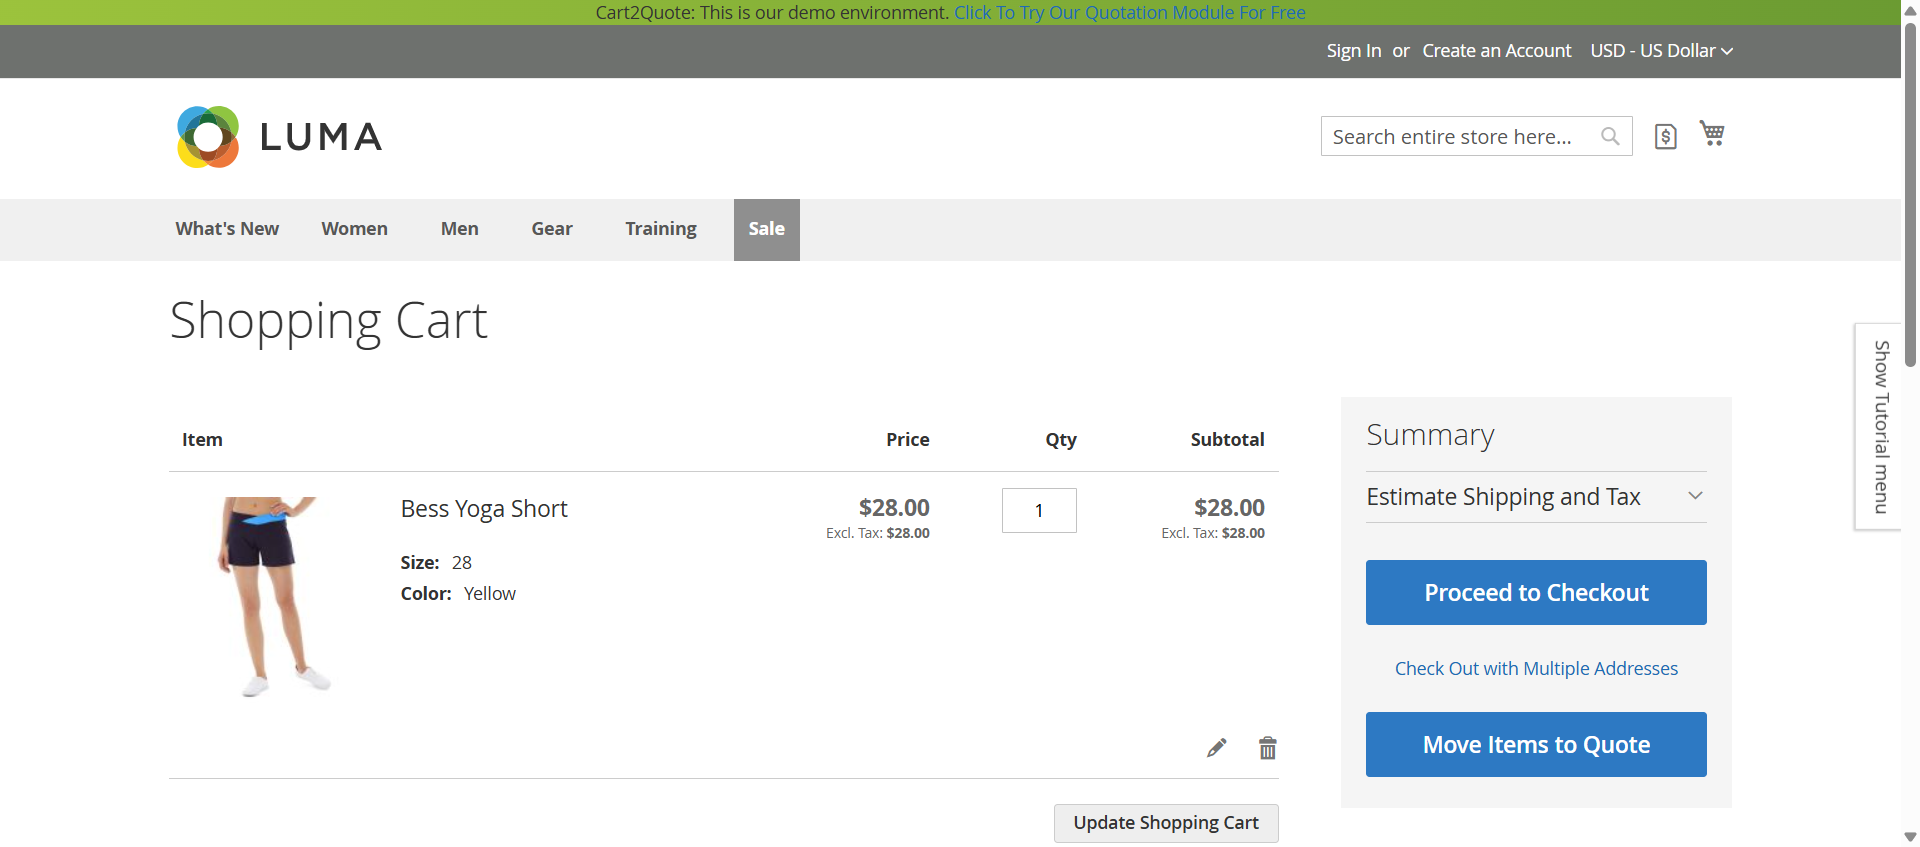 Cart2Quote: This is our demo environment. Click To Try Our Quotation Module For Free
Sign In or Create an Account USD - US Dollar
LUMA
Search entire store here...
What's New Women Men Gear Training Sale
Shopping Cart
Show Tutorial menu
Item Price Qty Subtotal
Bess Yoga Short $28.00 1 $28.00
Excl. Tax: $28.00 Excl. Tax: $28.00
Size: 28
Color: Yellow
Update Shopping Cart
Summary
Estimate Shipping and Tax
Proceed to Checkout
Check Out with Multiple Addresses
Move Items to Quote